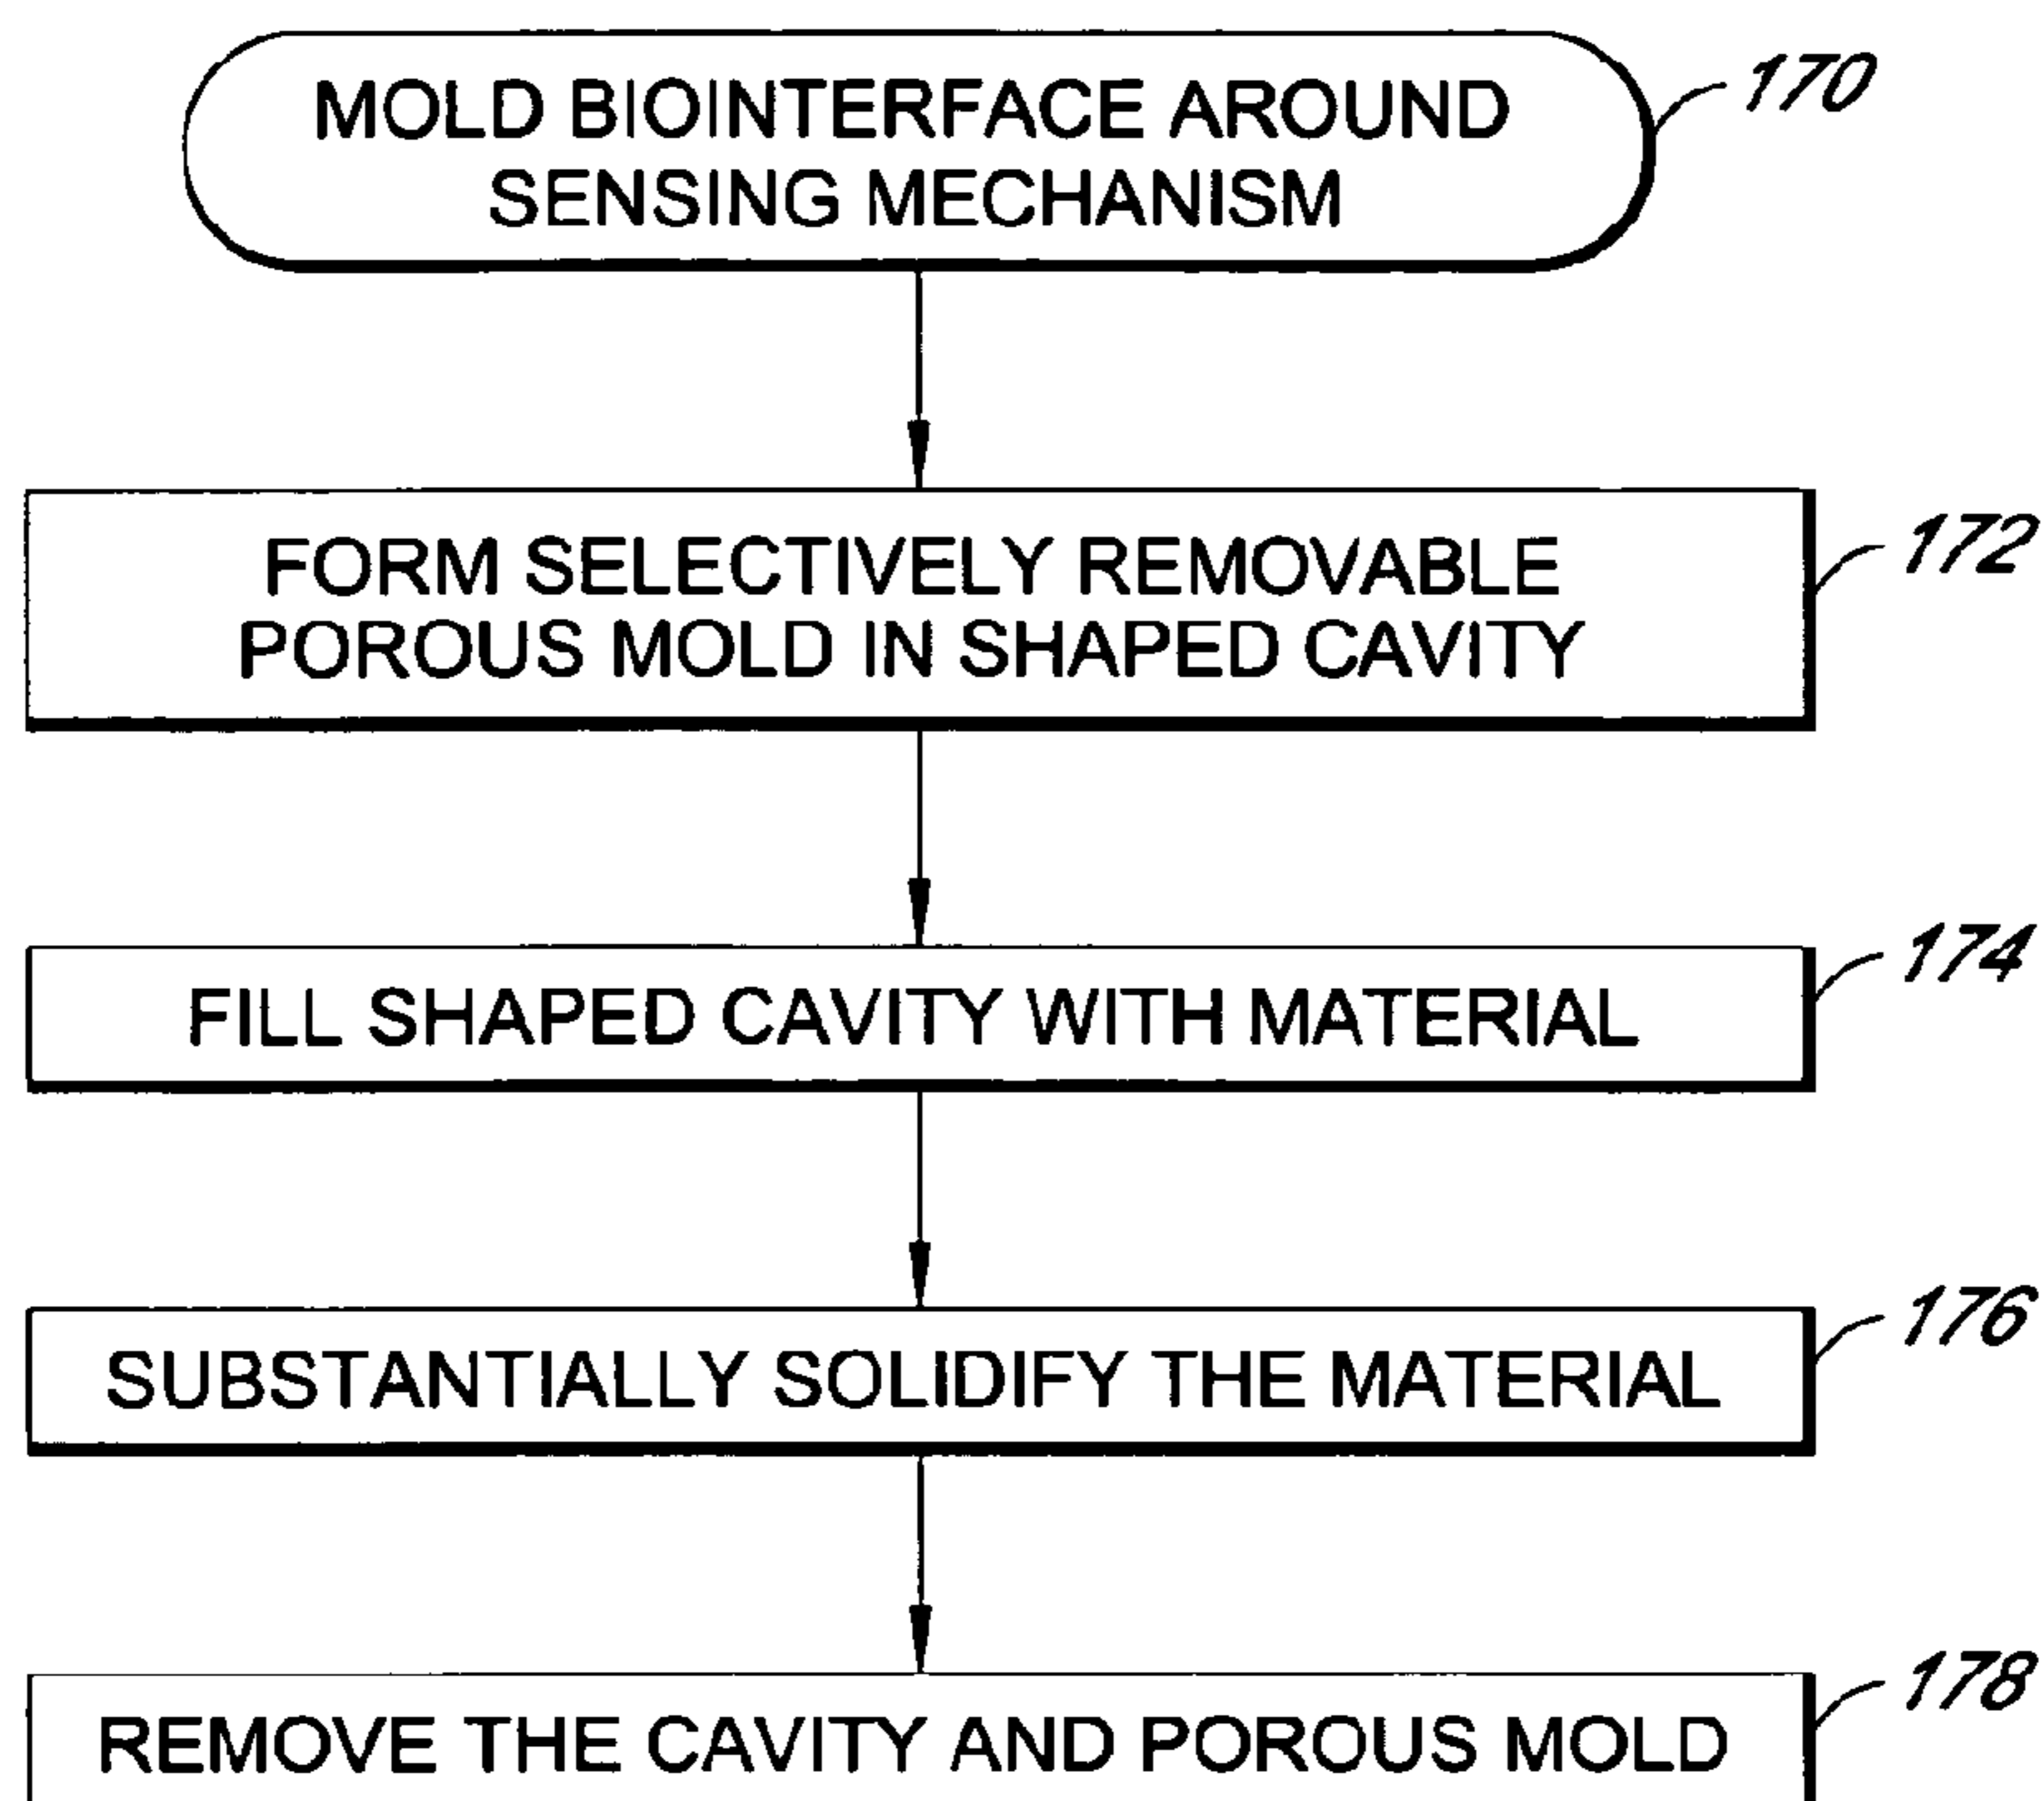 MOLD BIOINTERFACE AROUND
SENSING MECHANISM
170
FORM SELECTIVELY REMOVABLE
POROUS MOLD IN SHAPED CAVITY
172
FILL SHAPED CAVITY WITH MATERIAL
174
SUBSTANTIALLY SOLIDIFY THE MATERIAL
176
REMOVE THE CAVITY AND POROUS MOLD
178